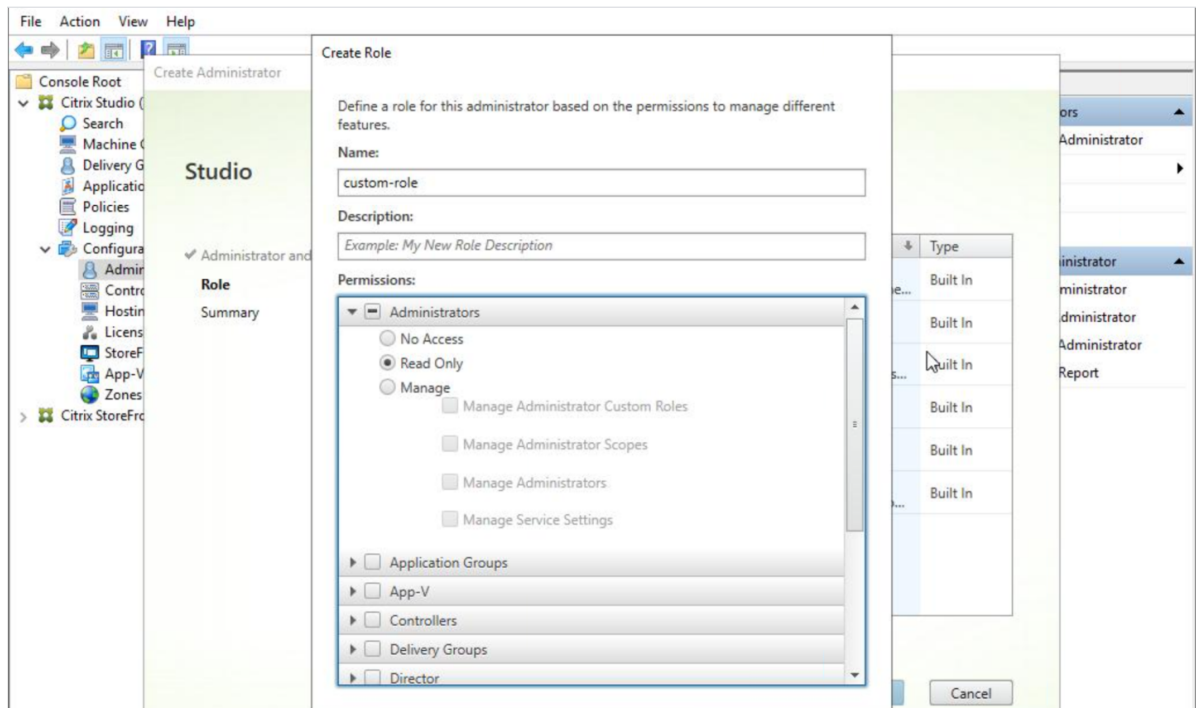 File Action View Help
Create Role
Create Administrator
Console Root
Citrix Studio (
Search
Machine
Delivery G
Applicatio
Policies
Logging
Configura
Admir
Contro
Hostin
Licens
StoreF
App-V
Zones
Citrix StoreFro
Studio
Administrator and
Role
Summary
Define a role for this administrator based on the permissions to manage different
features.
Name:
custom-role
Description:
Example: My New Role Description
Permissions:
Administrators
No Access
Read Only
Manage
Manage Administrator Custom Roles
Manage Administrator Scopes
Manage Administrators
Manage Service Settings
Application Groups
App-V
Controllers
Delivery Groups
Director
Type
Built In
Built In
Built In
Built In
Built In
Built In
Cancel
ors
Administrator
inistrator
ministrator
dministrator
Administrator
Report